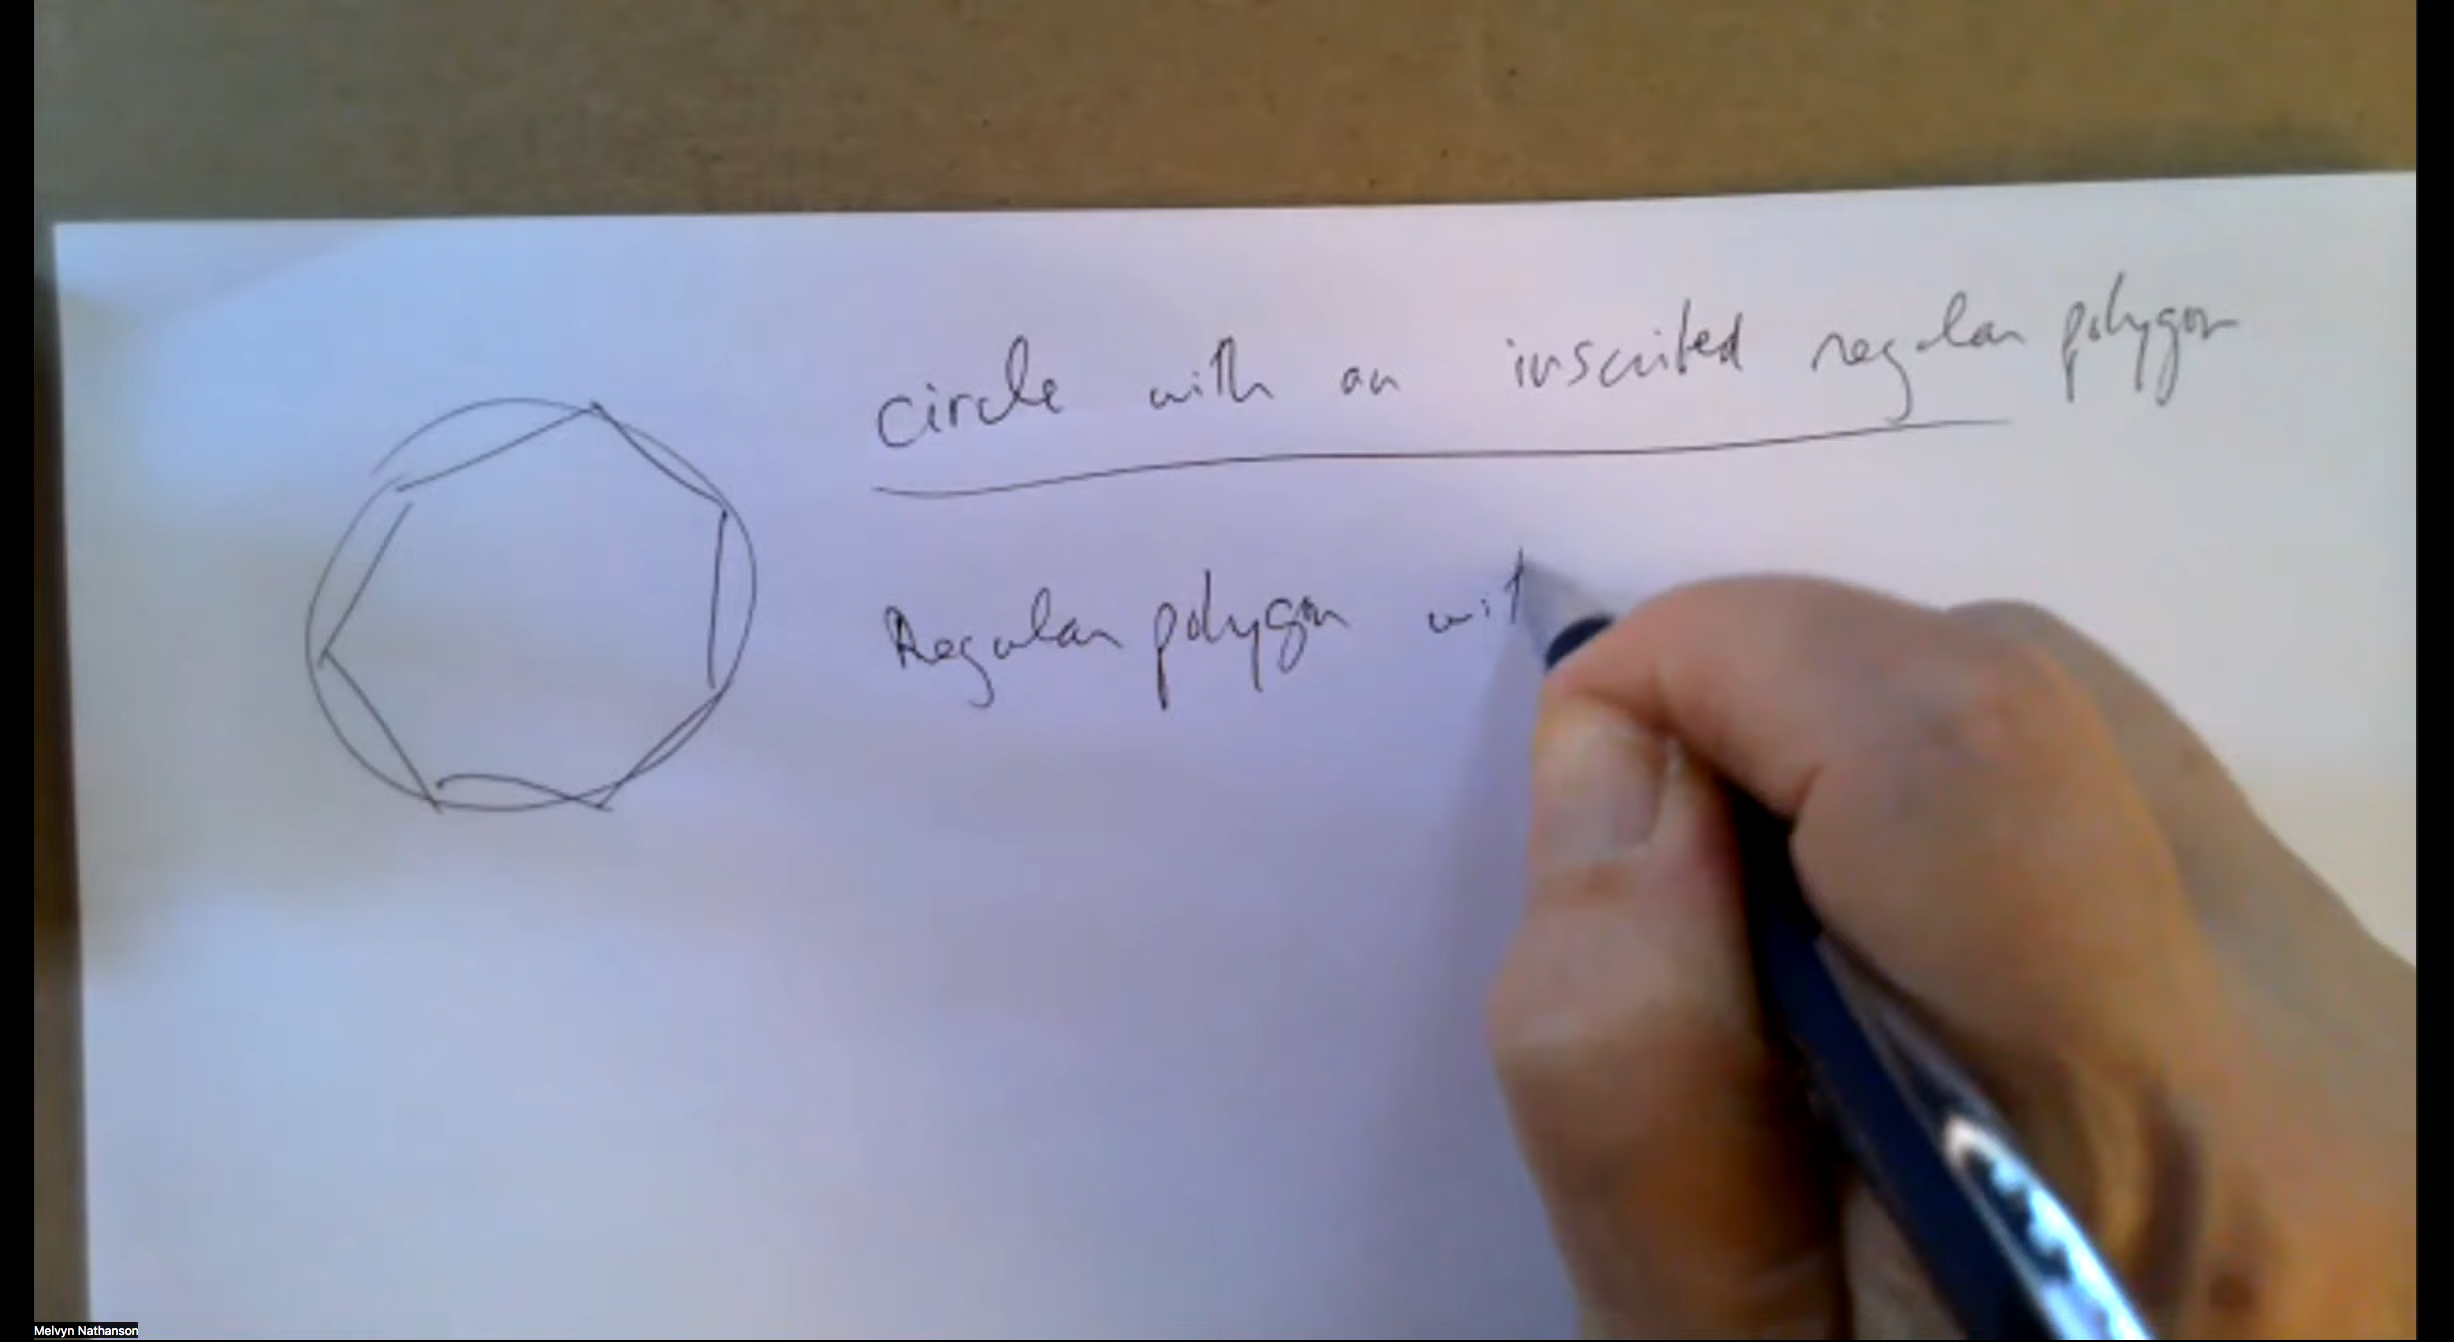 circle with an inscribed regular polygon
Regular polygon wit
Melvyn Nathanson